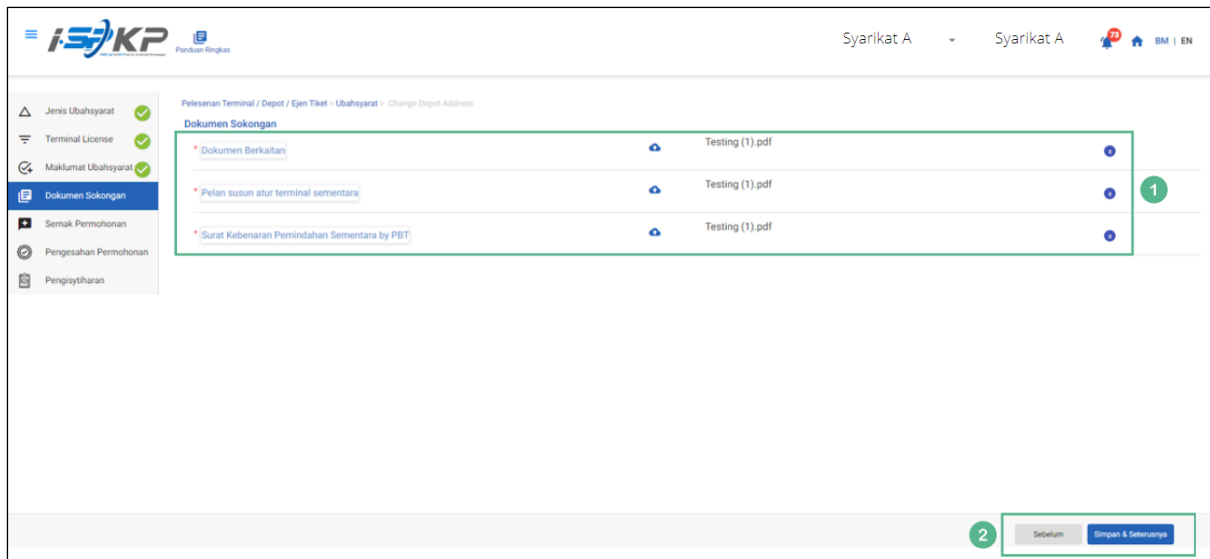 i-SPKP
Panduan Ringkas
Syarikat A
Syarikat A
73
BM | EN
Jenis Ubahsyarat
Terminal License
Maklumat Ubahsyarat
Dokumen Sokongan
Semak Permohonan
Pengesahan Permohonan
Pengisytiharan
Pelesenan Terminal / Depot / Ejen Tiket > Ubahsyarat > Change Depot Address
Dokumen Sokongan
* Dokumen Berkaitan
Testing (1).pdf
x
* Pelan susun atur terminal sementara
Testing (1).pdf
x
1
* Surat Kebenaran Pemindahan Sementara by PBT
Testing (1).pdf
x
2
Sebelum
Simpan & Seterusnya